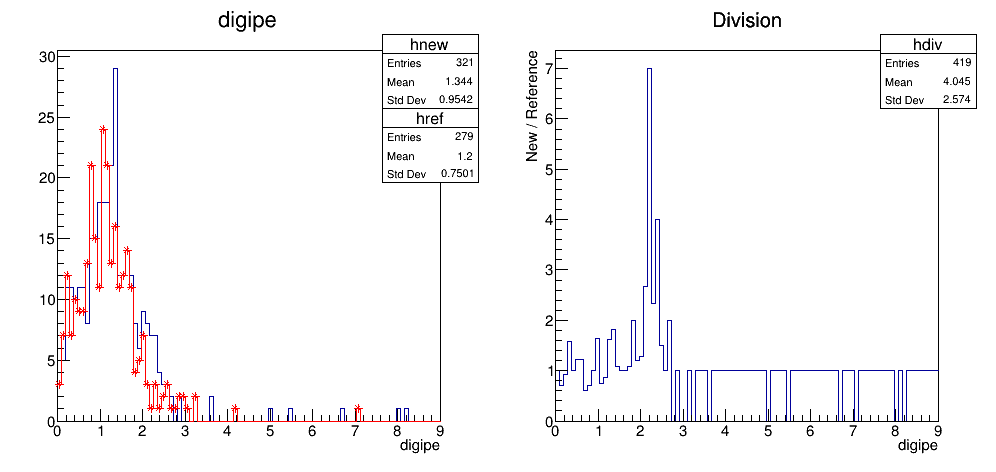 digipe
hnew
Entries 321
Mean 1.344
Std Dev 0.9542
href
Entries 279
Mean 1.2
Std Dev 0.7501
30
25
20
15
10
5
0
0 1 2 3 4 5 6 7 8 9
digipe
Division
hdiv
Entries 419
Mean 4.045
Std Dev 2.574
New / Reference
7
6
5
4
3
2
1
0
0 1 2 3 4 5 6 7 8 9
digipe